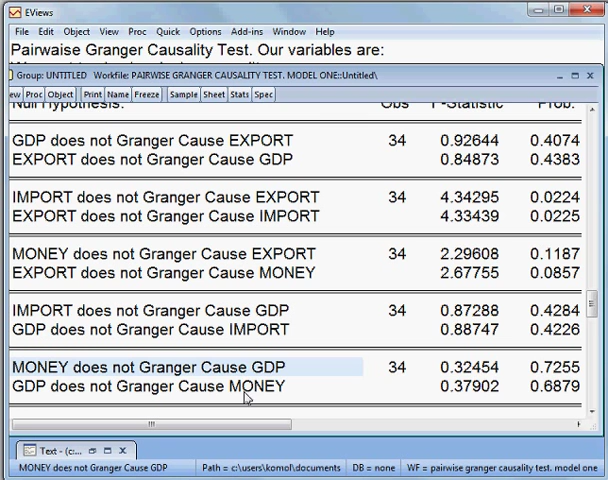 EViews
File Edit Object View Proc Quick Options Add-ins Window Help
Pairwaise Granger Causality Test. Our variables are:
Group: UNTITLED Workfile: PAIRWISE GRANGER CAUSALITY TEST. MODEL ONE::Untitled\
ew Proc Object Print Name Freeze Sample Sheet Stats Spec
Null Hypothesis: Obs F-Statistic Prob.
GDP does not Granger Cause EXPORT 34 0.92644 0.4074
EXPORT does not Granger Cause GDP 0.84873 0.4383
IMPORT does not Granger Cause EXPORT 34 4.34295 0.0224
EXPORT does not Granger Cause IMPORT 4.33439 0.0225
MONEY does not Granger Cause EXPORT 34 2.29608 0.1187
EXPORT does not Granger Cause MONEY 2.67755 0.0857
IMPORT does not Granger Cause GDP 34 0.87288 0.4284
GDP does not Granger Cause IMPORT 0.88747 0.4226
MONEY does not Granger Cause GDP 34 0.32454 0.7255
GDP does not Granger Cause MONEY 0.37902 0.6879
Text - (c:...
MONEY does not Granger Cause GDP Path = c:\users\komol\documents DB = none WF = pairwise granger causality test. model one